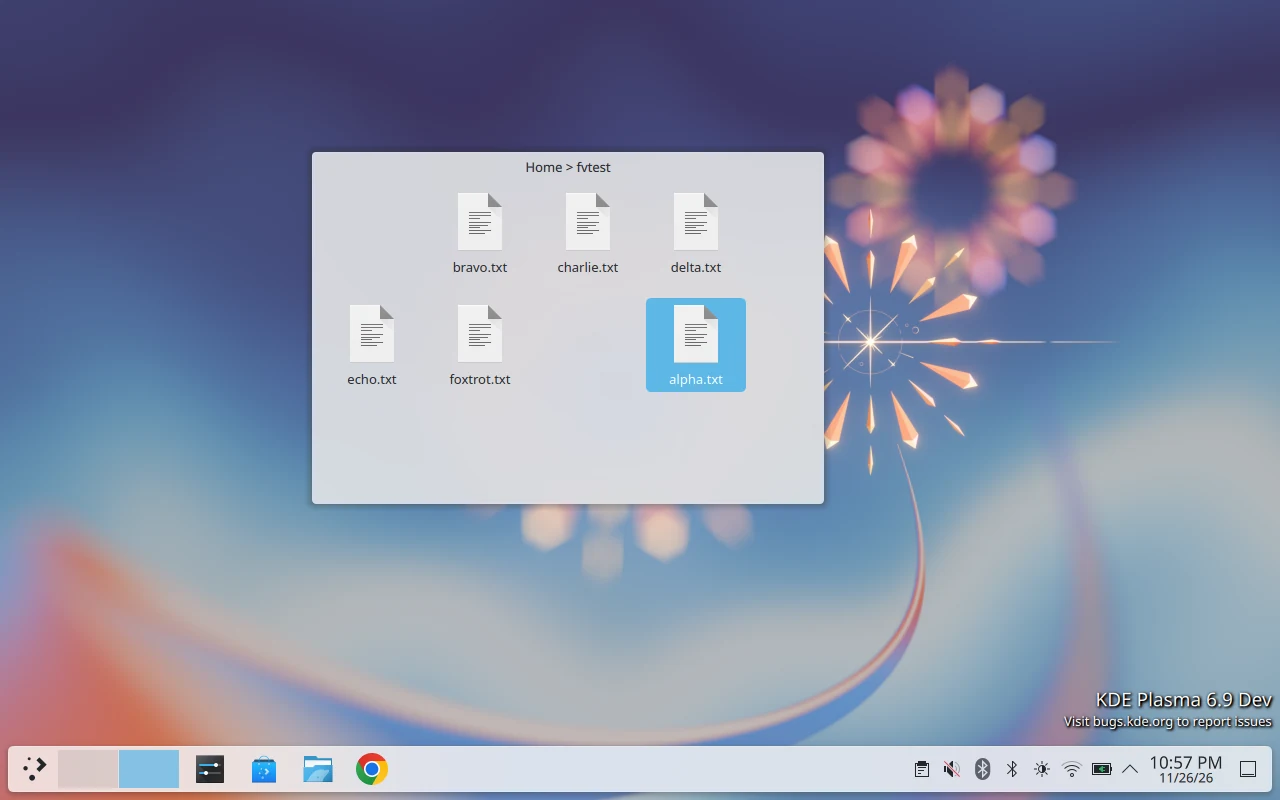 Home > fvtest
bravo.txt
charlie.txt
delta.txt
echo.txt
foxtrot.txt
alpha.txt
KDE Plasma 6.9 Dev
Visit bugs.kde.org to report issues
10:57 PM
11/26/26